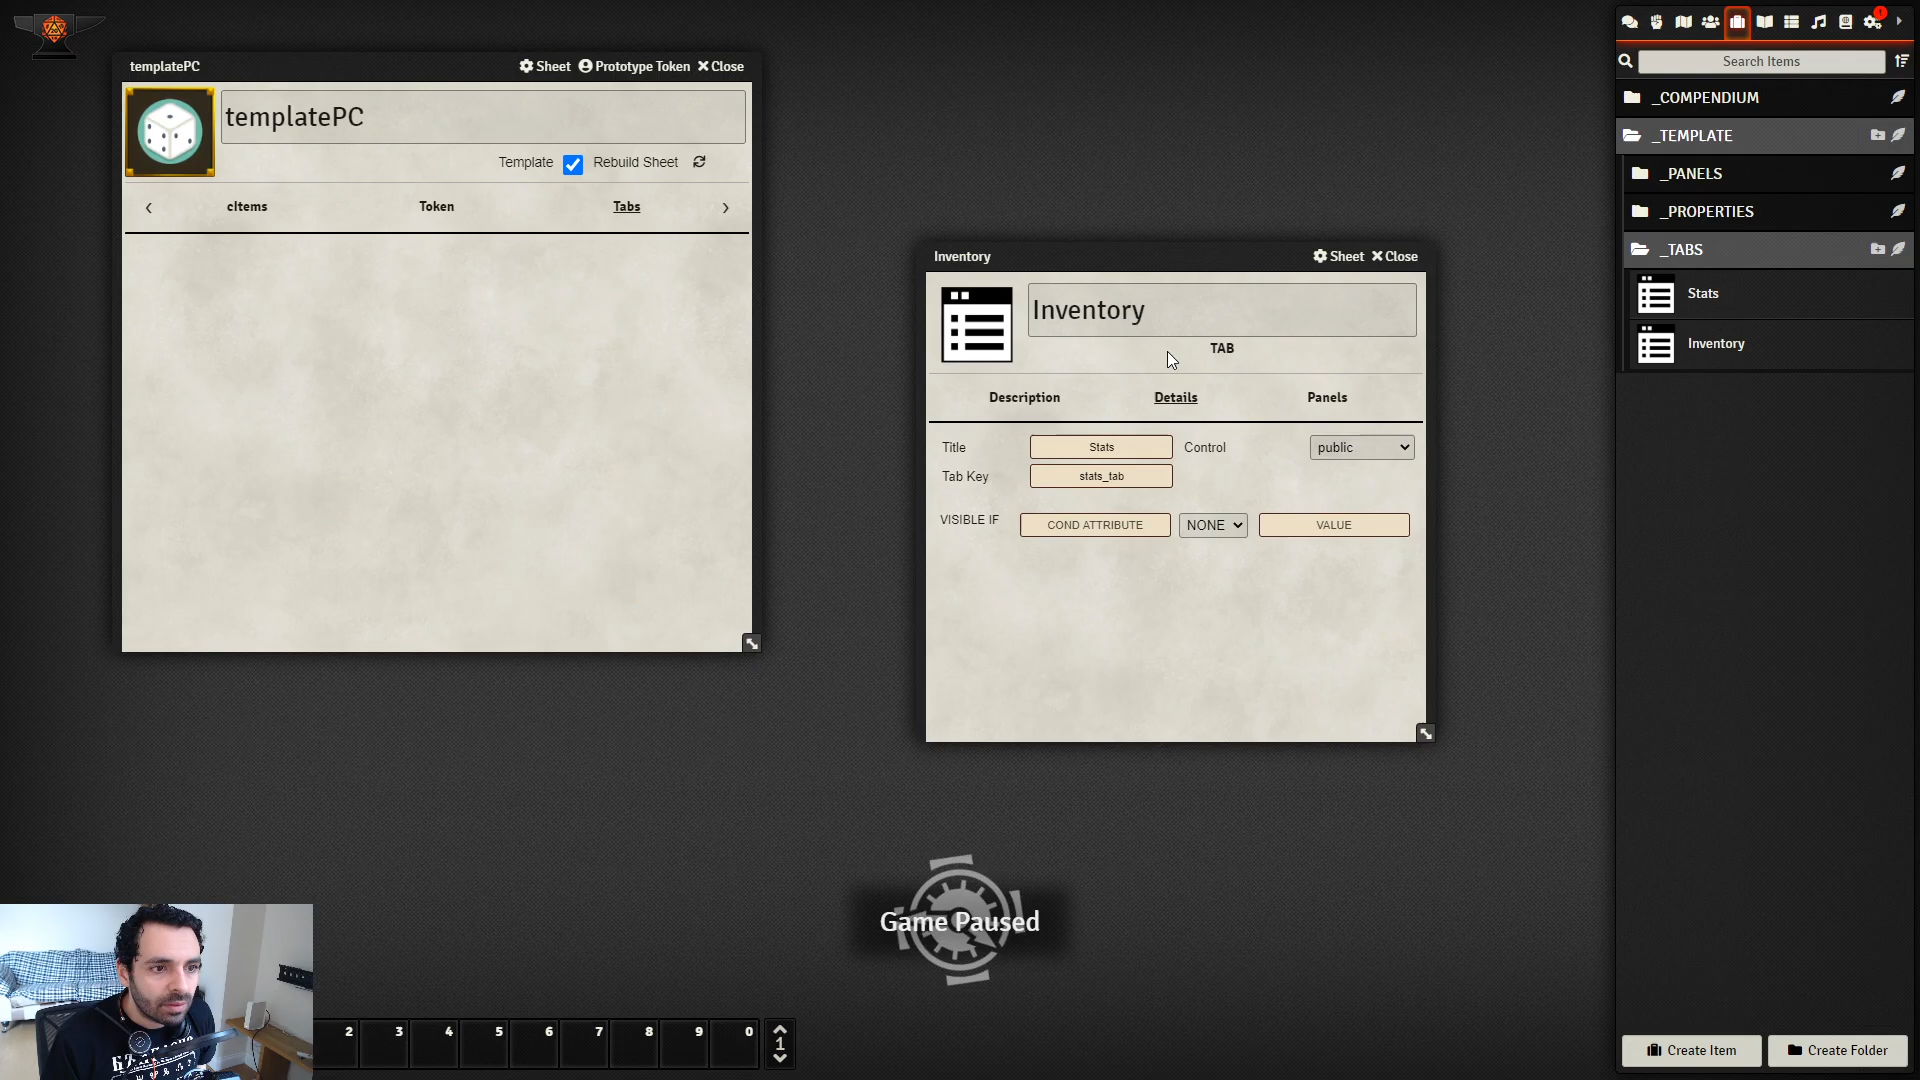 templatePC
Sheet
Prototype Token
Close
templatePC
Template
Rebuild Sheet
cItems
Token
Tabs
Inventory
Sheet
Close
Inventory
TAB
Description
Details
Panels
Title
Stats
Control
public
Tab Key
stats_tab
VISIBLE IF
COND ATTRIBUTE
NONE
VALUE
Game Paused
2
3
4
5
6
7
8
9
0
1
Search Items
_COMPENDIUM
_TEMPLATE
_PANELS
_PROPERTIES
_TABS
Stats
Inventory
Create Item
Create Folder